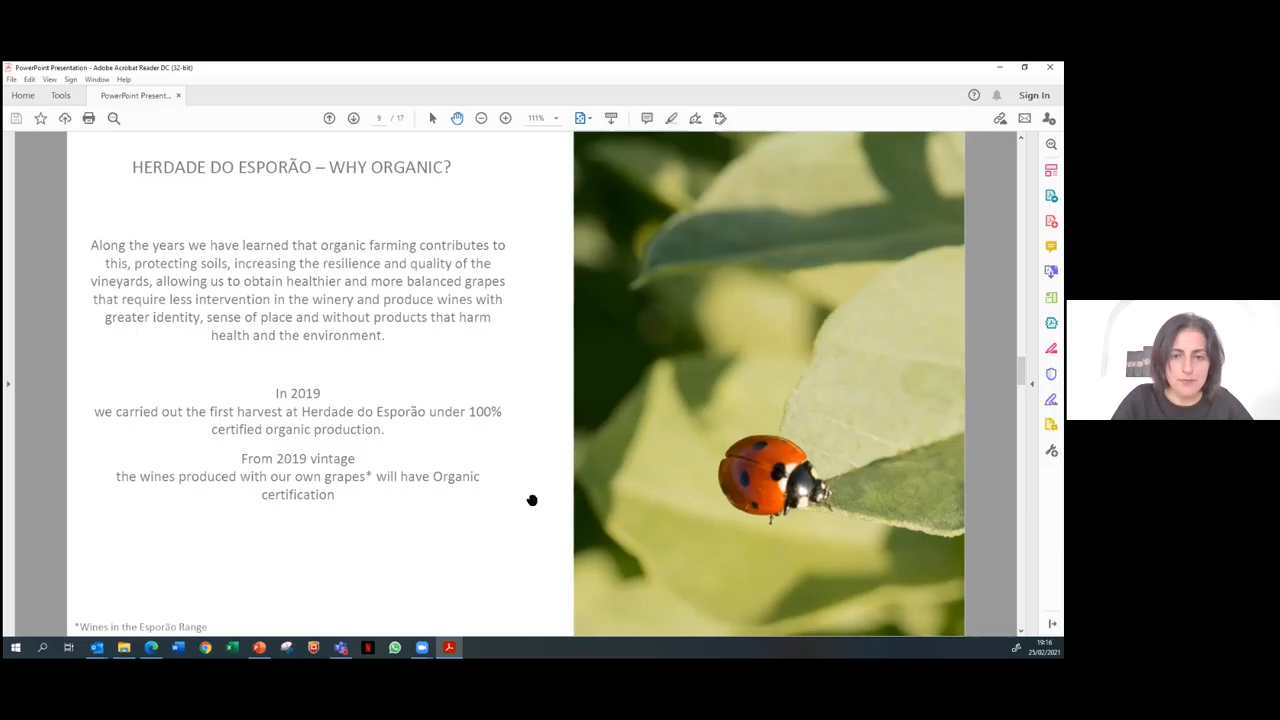 PowerPoint Presentation - Adobe Acrobat Reader DC (32-bit)
File Edit View Sign Window Help
Home Tools PowerPoint Present... × Sign In
9 / 17 111%
HERDADE DO ESPORÃO – WHY ORGANIC?
Along the years we have learned that organic farming contributes to
this, protecting soils, increasing the resilience and quality of the
vineyards, allowing us to obtain healthier and more balanced grapes
that require less intervention in the winery and produce wines with
greater identity, sense of place and without products that harm
health and the environment.
In 2019
we carried out the first harvest at Herdade do Esporão under 100%
certified organic production.
From 2019 vintage
the wines produced with our own grapes* will have Organic
certification
*Wines in the Esporão Range
19:16
25/02/2021